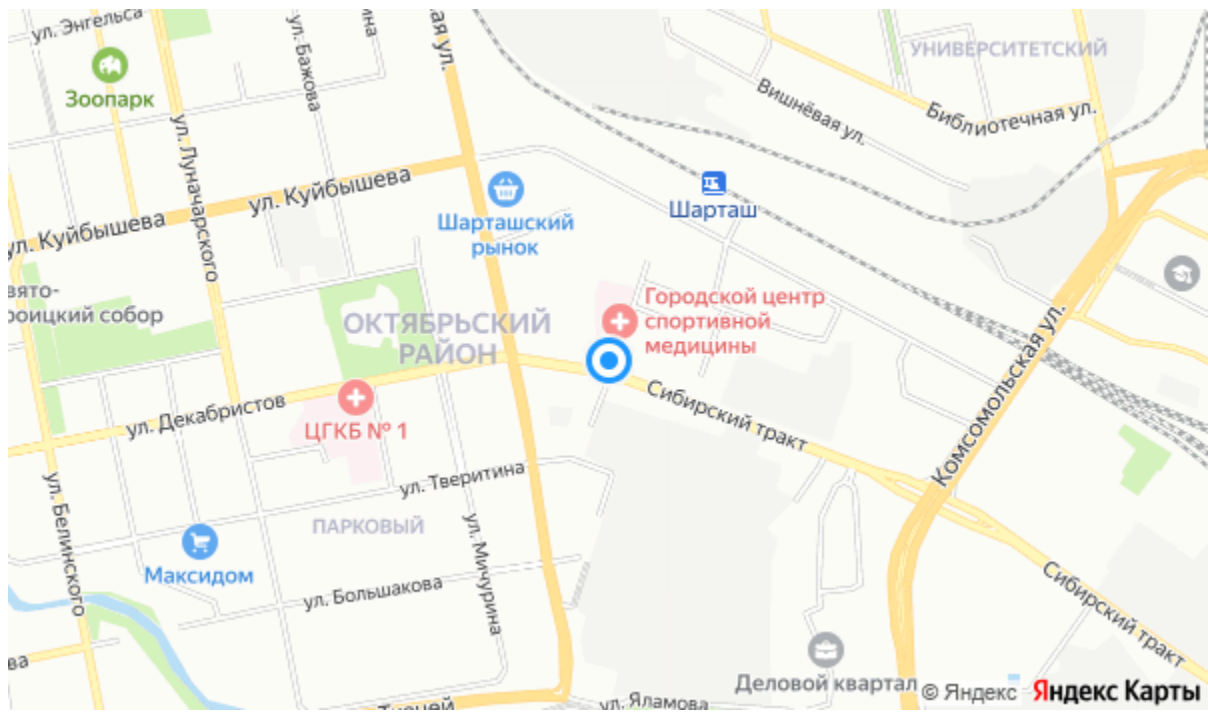 ул. Энгельса
Зоопарк
ул. Бажова
ул. Луначарского
ул. Куйбышева
ул. Куйбышева
Шарташский
рынок
Шарташ
УНИВЕРСИТЕТСКИЙ
Вишнёвая ул.
Библиотечная ул.
вято-
роицкий собор
ОКТЯБРЬСКИЙ
РАЙОН
Городской центр
спортивной
медицины
Комсомольская ул.
Сибирский тракт
ул. Декабристов
ЦГКБ № 1
ул. Тверитина
ПАРКОВЫЙ
ул. Белинского
Максидом
ул. Большакова
ул. Мичурина
Сибирский тракт
Деловой квартал
ул. Яламова
© Яндекс Яндекс Карты